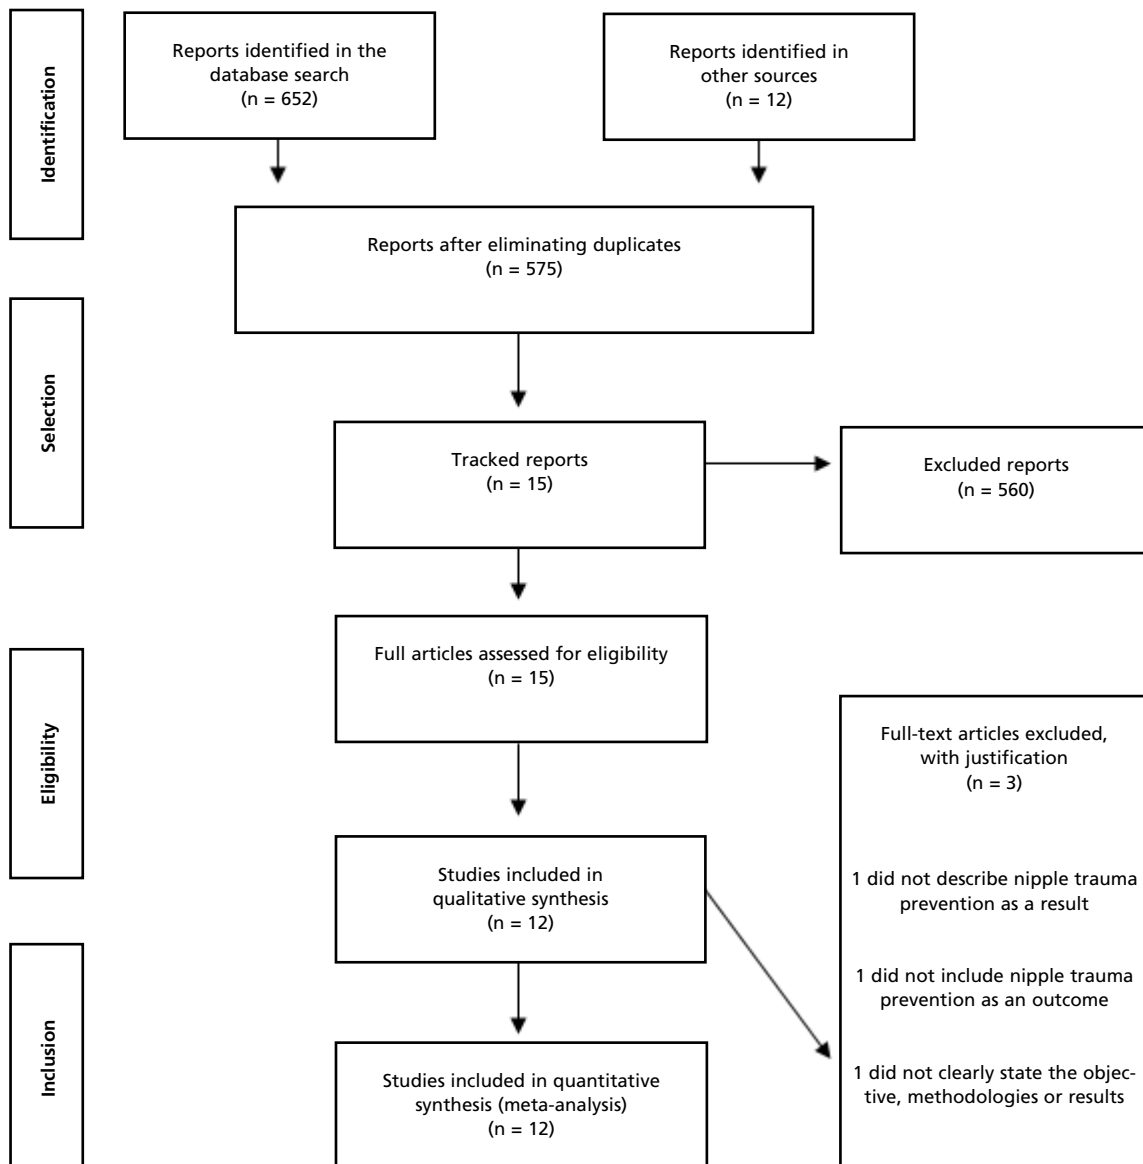 Identification
Reports identified in the
database search
(n = 652)
Reports identified in
other sources
(n = 12)
Reports after eliminating duplicates
(n = 575)
Selection
Tracked reports
(n = 15)
Excluded reports
(n = 560)
Eligibility
Full articles assessed for eligibility
(n = 15)
Full-text articles excluded,
with justification
(n = 3)
1 did not describe nipple trauma
prevention as a result
1 did not include nipple trauma
prevention as an outcome
1 did not clearly state the objec-
tive, methodologies or results
Studies included in
qualitative synthesis
(n = 12)
Inclusion
Studies included in quantitative
synthesis (meta-analysis)
(n = 12)